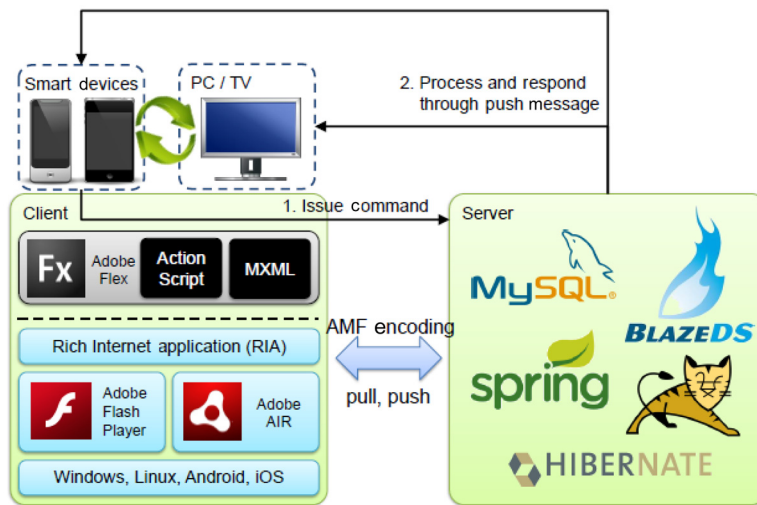 Smart devices
PC / TV
2. Process and respond
through push message
1. Issue command
Client
Fx
Adobe
Flex
Action
Script
MXML
Rich Internet application (RIA)
Adobe
Flash
Player
Adobe
AIR
Windows, Linux, Android, iOS
AMF encoding
pull, push
Server
MySQL®
BLAZEDS
spring
HIBERNATE